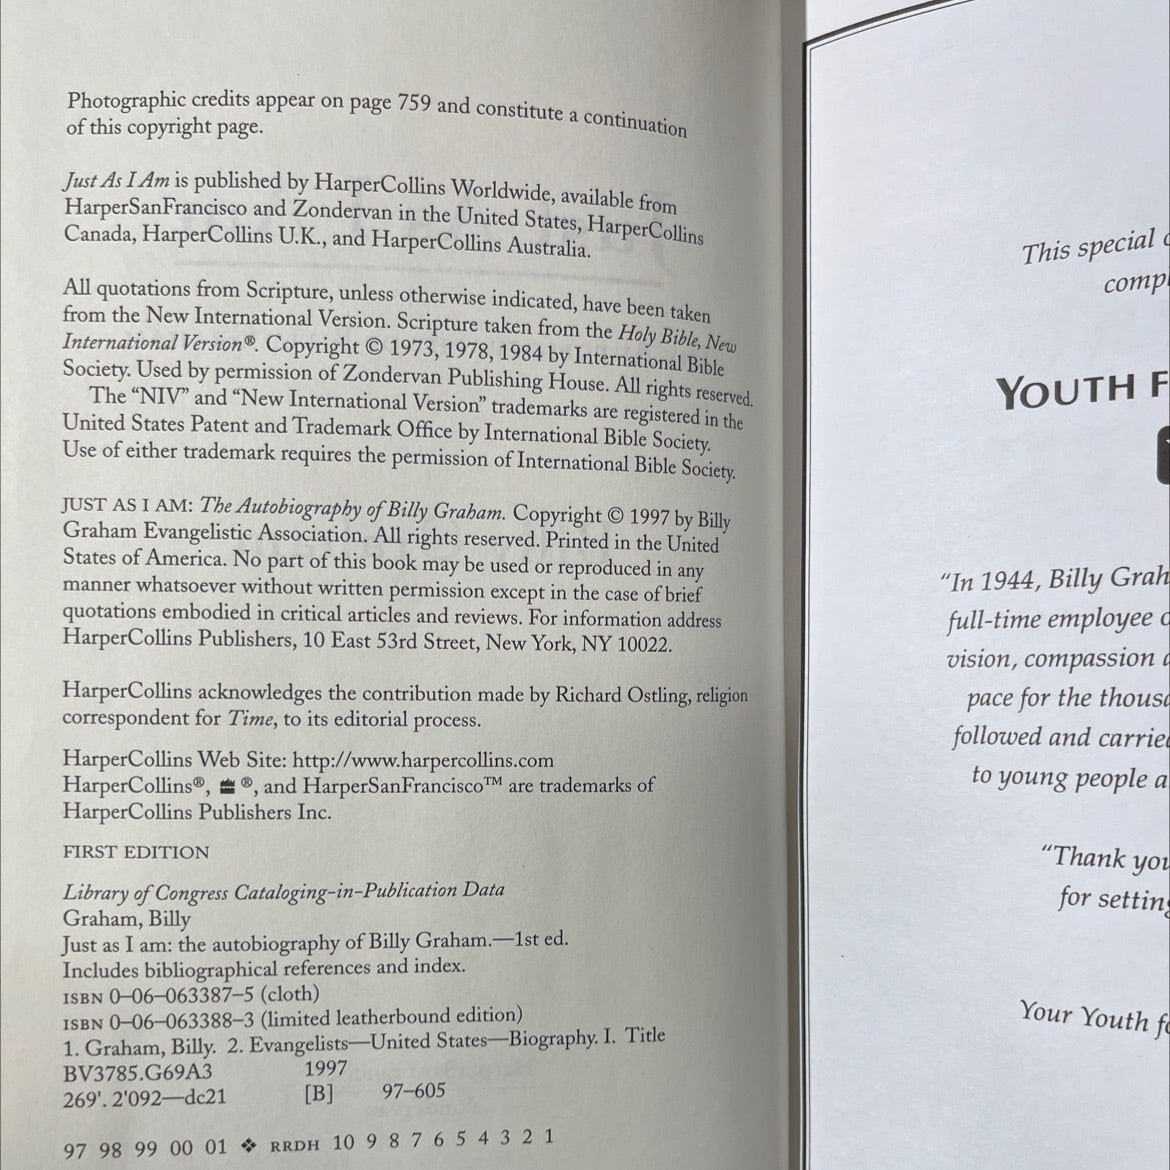 Photographic credits appear on page 759 and constitute a continuation
of this copyright page.
Just As I Am is published by HarperCollins Worldwide, available from
HarperSanFrancisco and Zondervan in the United States, HarperCollins
Canada, HarperCollins U.K., and HarperCollins Australia.
All quotations from Scripture, unless otherwise indicated, have been taken
from the New International Version. Scripture taken from the Holy Bible, New
International Version®. Copyright © 1973, 1978, 1984 by International Bible
Society. Used by permission of Zondervan Publishing House. All rights reserved.
The “NIV” and “New International Version” trademarks are registered in the
United States Patent and Trademark Office by International Bible Society.
Use of either trademark requires the permission of International Bible Society.
JUST AS I AM: The Autobiography of Billy Graham. Copyright © 1997 by Billy
Graham Evangelistic Association. All rights reserved. Printed in the United
States of America. No part of this book may be used or reproduced in any
manner whatsoever without written permission except in the case of brief
quotations embodied in critical articles and reviews. For information address
HarperCollins Publishers, 10 East 53rd Street, New York, NY 10022.
HarperCollins acknowledges the contribution made by Richard Ostling, religion
correspondent for Time, to its editorial process.
HarperCollins Web Site: http://www.harpercollins.com
HarperCollins®, ®, and HarperSanFrancisco™ are trademarks of
HarperCollins Publishers Inc.
FIRST EDITION
Library of Congress Cataloging-in-Publication Data
Graham, Billy
Just as I am: the autobiography of Billy Graham.—1st ed.
Includes bibliographical references and index.
ISBN 0–06–063387–5 (cloth)
ISBN 0–06–063388–3 (limited leatherbound edition)
1. Graham, Billy. 2. Evangelists—United States—Biography. I. Title
BV3785.G69A3 1997
269'. 2'092—dc21 [B] 97–605
97 98 99 00 01 ❖ RRDH 10 9 8 7 6 5 4 3 2 1
This special
comp
YOUTH F
“In 1944, Billy Grah
full-time employee
vision, compassion
pace for the thous
followed and carrie
to young people a
“Thank you
for setting
Your Youth f